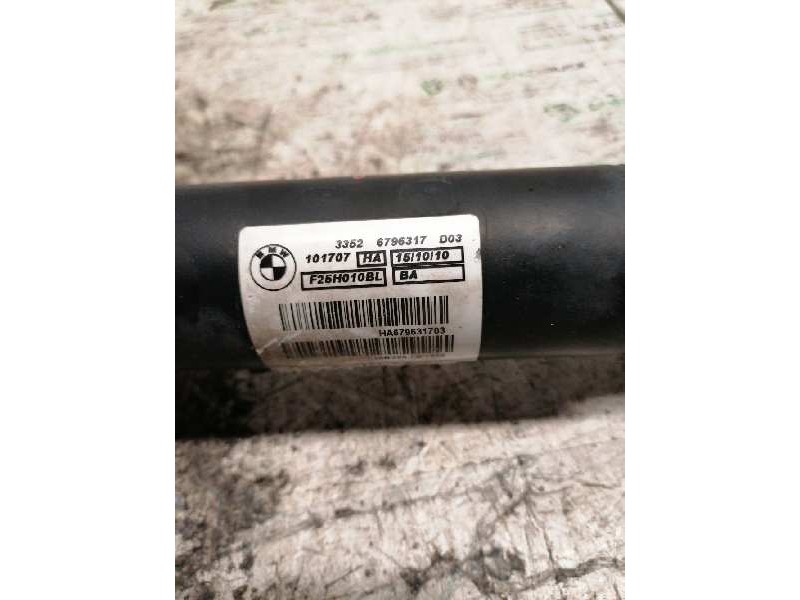 BMW
3352 6796317 D03
101707 HA 15/10/10
F25H010BL BA
HA679631703